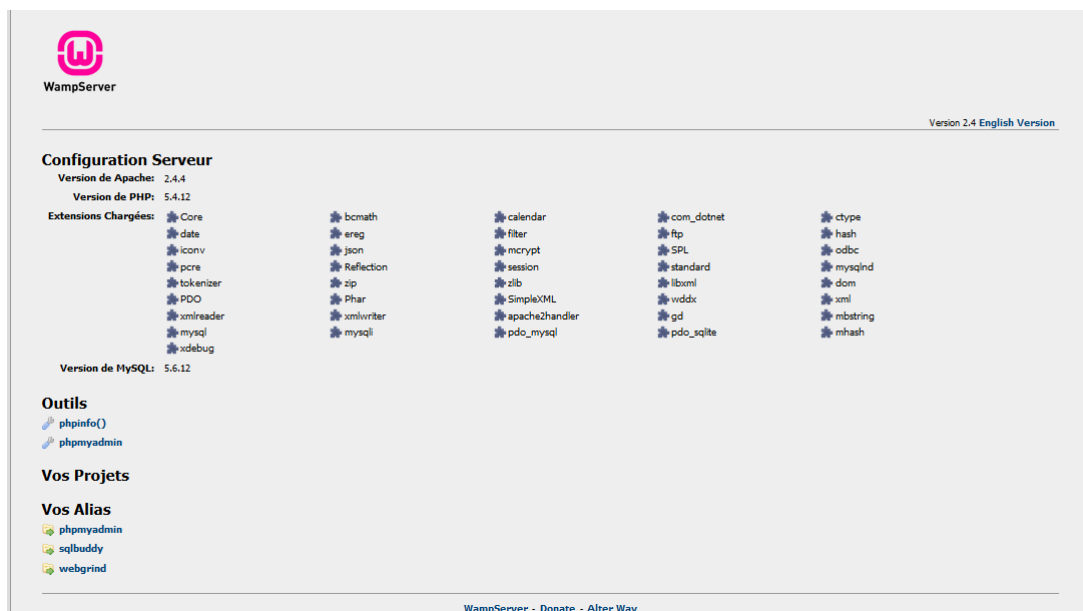 WampServer
Version 2.4 English Version
Configuration Serveur
Version de Apache: 2.4.4
Version de PHP: 5.4.12
Extensions Chargées: Core bcmath calendar com_dotnet ctype
date ereg filter ftp hash
iconv json mcrypt SPL odbc
pcre Reflection session standard mysqlnd
tokenizer zip zlib libxml dom
PDO Phar SimpleXML wddx xml
xmlreader xmlwriter apache2handler gd mbstring
mysql mysqli pdo_mysql pdo_sqlite mhash
xdebug
Version de MySQL: 5.6.12
Outils
phpinfo()
phpmyadmin
Vos Projets
Vos Alias
phpmyadmin
sqlbuddy
webgrind
WampServer - Donate - Alter Way